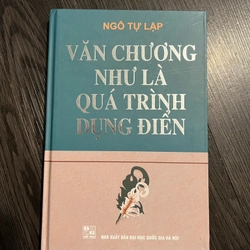 NGÔ TỰ LẬP
VĂN CHƯƠNG
NHƯ LÀ
QUÁ TRÌNH
DỤNG ĐIỂN
NHÀ XUẤT BẢN ĐẠI HỌC QUỐC GIA HÀ NỘI